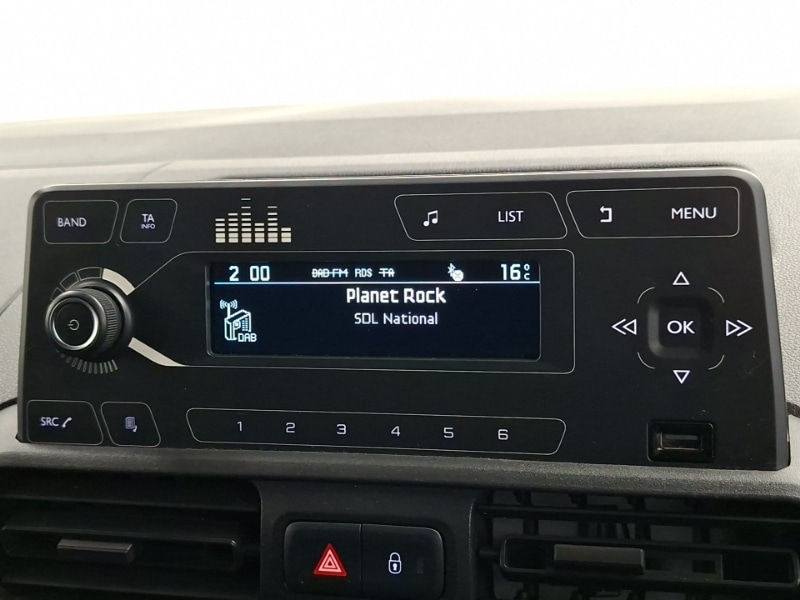 BAND
TA
INFO
LIST
MENU
2 00 DAB-FM RDS TA 16°C
Planet Rock
SDL National
DAB
OK
SRC
1 2 3 4 5 6